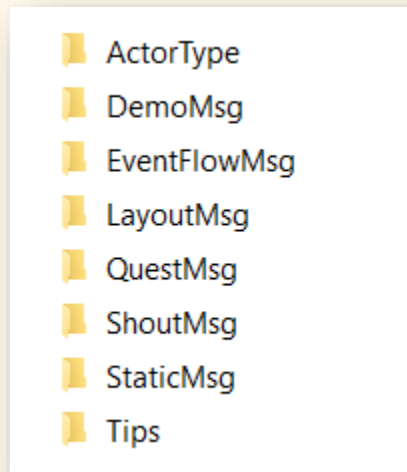 ActorType
DemoMsg
EventFlowMsg
LayoutMsg
QuestMsg
ShoutMsg
StaticMsg
Tips